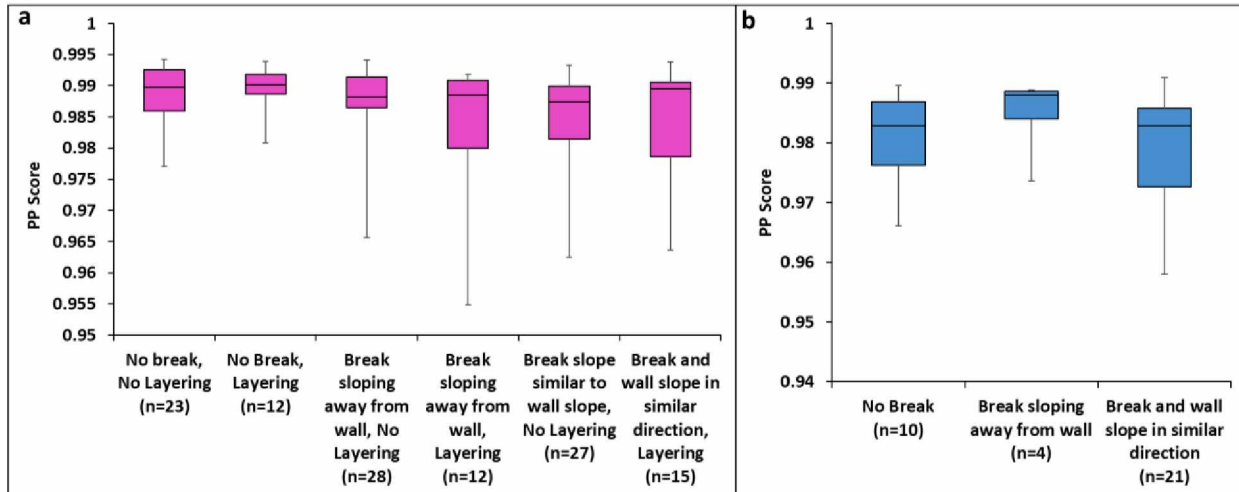 a
PP Score
1
0.995
0.99
0.985
0.98
0.975
0.97
0.965
0.96
0.955
0.95
No break,
No Layering
(n=23)
No Break,
Layering
(n=12)
Break
sloping
away from
wall, No
Layering
(n=28)
Break
sloping
away from
wall,
Layering
(n=12)
Break slope
similar to
wall slope,
No Layering
(n=27)
Break and
wall slope in
similar
direction,
Layering
(n=15)
b
PP Score
1
0.99
0.98
0.97
0.96
0.95
0.94
No Break
(n=10)
Break sloping
away from wall
(n=4)
Break and wall
slope in similar
direction
(n=21)